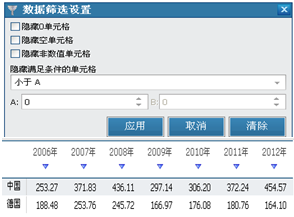 数据筛选设置
隐藏0单元格
隐藏空单元格
隐藏非数值单元格
隐藏满足条件的单元格
小于 A
A: 0 B: 0
应用 取消 清除
2006年 2007年 2008年 2009年 2010年 2011年 2012年
中国 253.27 371.83 436.11 297.14 306.20 372.24 454.57
德国 188.48 253.76 245.72 166.97 176.08 180.76 164.10